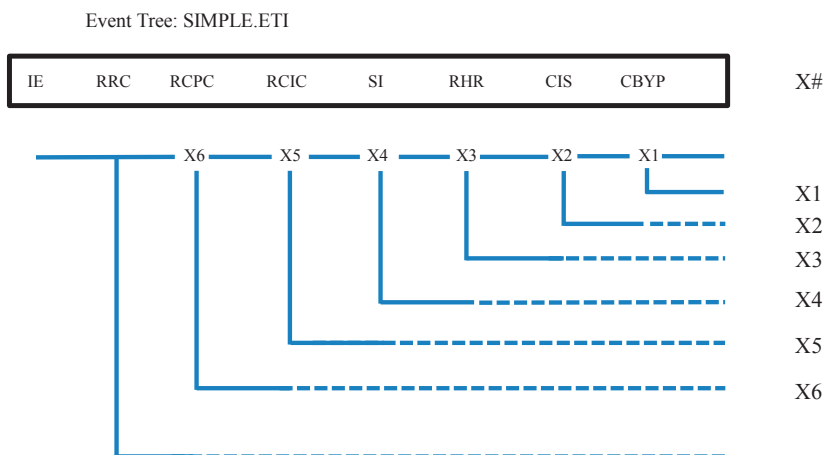 Event Tree: SIMPLE.ETI
IE RRC RCPC RCIC SI RHR CIS CBYP X#
X6 X5 X4 X3 X2 X1
X1
X2
X3
X4
X5
X6